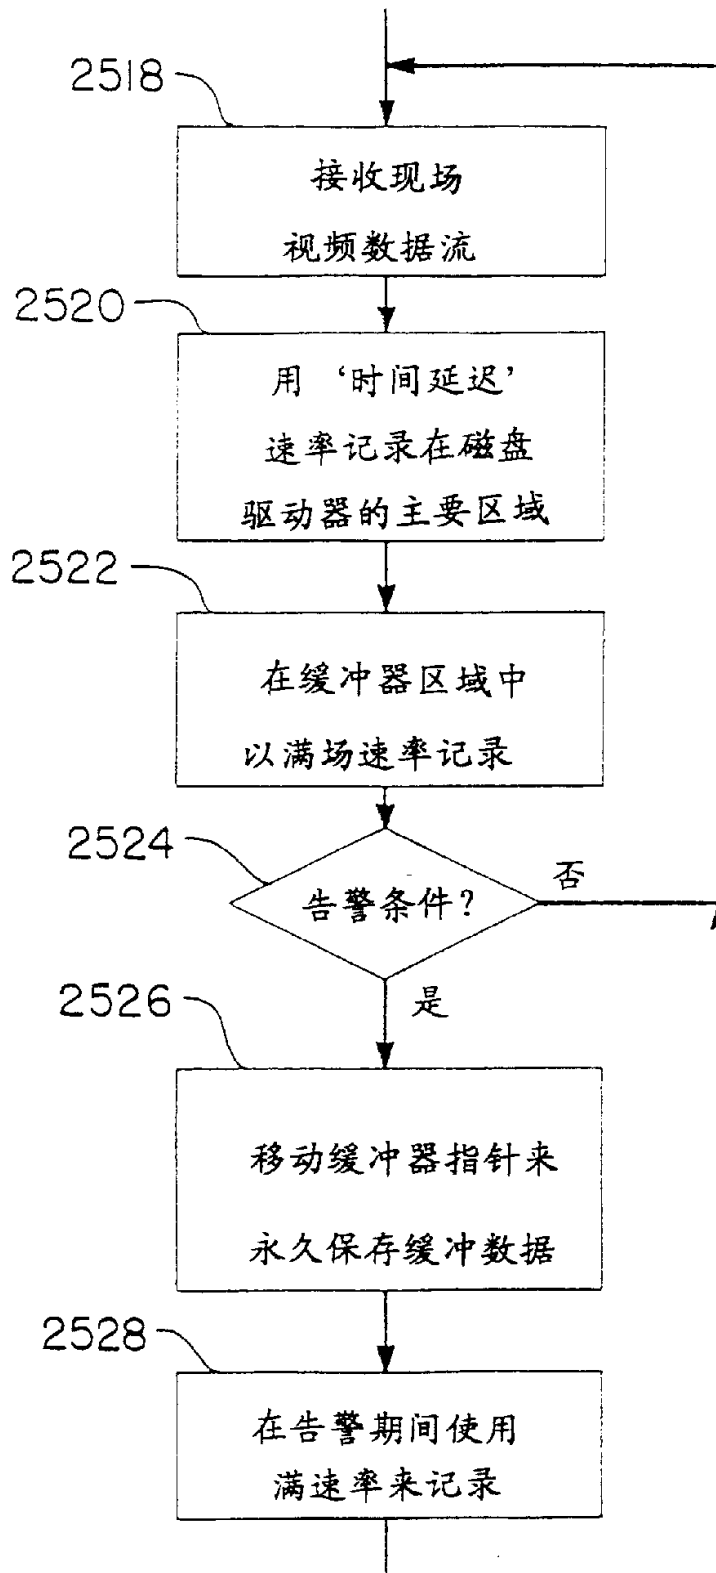 2518
接收现场
视频数据流
2520
用‘时间延迟’
速率记录在磁盘
驱动器的主要区域
2522
在缓冲器区域中
以满场速率记录
2524
告警条件?
否
是
2526
移动缓冲器指针来
永久保存缓冲数据
2528
在告警期间使用
满速率来记录